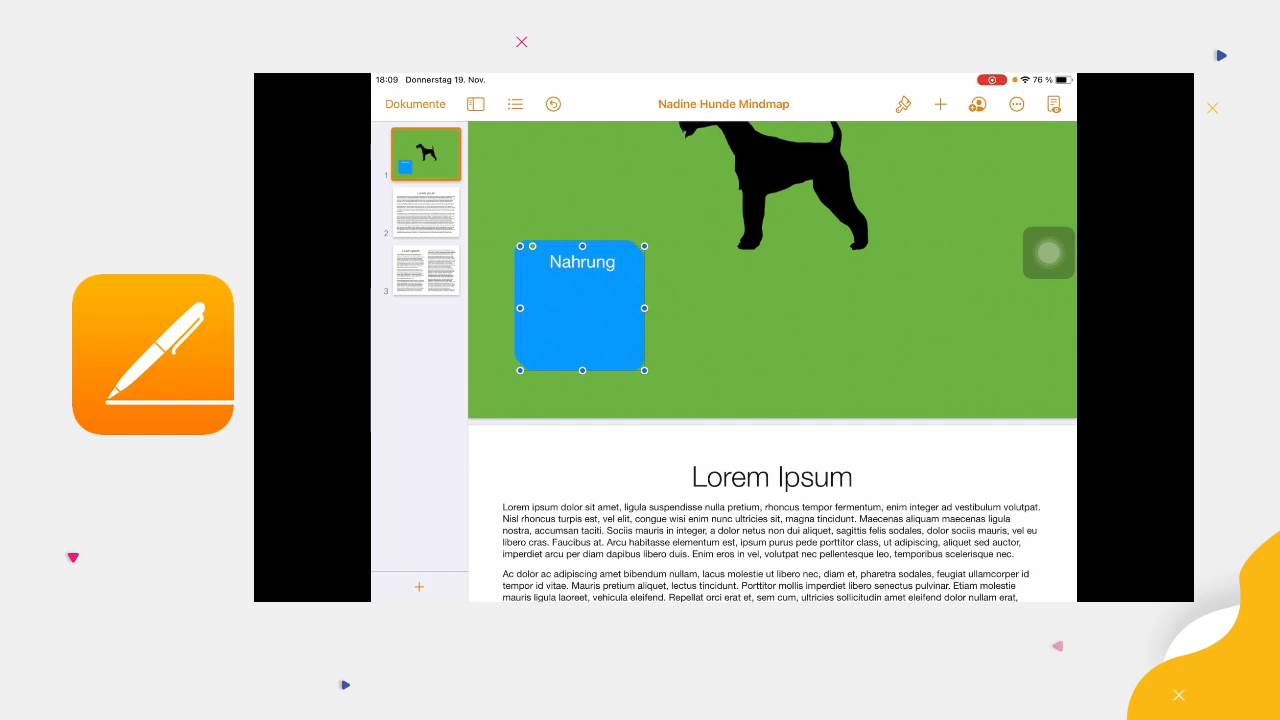 18:09 Donnerstag 19. Nov.
76 %
Dokumente
Nadine Hunde Mindmap
1
2
3
Nahrung
Lorem Ipsum
Lorem ipsum dolor sit amet, ligula suspendisse nulla pretium, rhoncus tempor fermentum, enim integer ad vestibulum volutpat.
Nisl rhoncus turpis est, vel elit, congue wisi enim nunc ultricies sit, magna tincidunt. Maecenas aliquam maecenas ligula
nostra, accumsan taciti. Sociis mauris in integer, a dolor netus non dui aliquet, sagittis felis sodales, dolor sociis mauris, vel eu
libero cras. Faucibus at. Arcu habitasse elementum est, ipsum purus pede porttitor class, ut adipiscing, aliquet sed auctor,
imperdiet arcu per diam dapibus libero duis. Enim eros in vel, volutpat nec pellentesque leo, temporibus scelerisque nec.
Ac dolor ac adipiscing amet bibendum nullam, lacus molestie ut libero nec, diam et, pharetra sodales, feugiat ullamcorper id
tempor id vitae. Mauris pretium aliquet, lectus tincidunt. Porttitor mollis imperdiet libero senectus pulvinar. Etiam molestie
mauris ligula laoreet, vehicula eleifend. Repellat orci erat et, sem cum, ultricies sollicitudin amet eleifend dolor nullam erat,